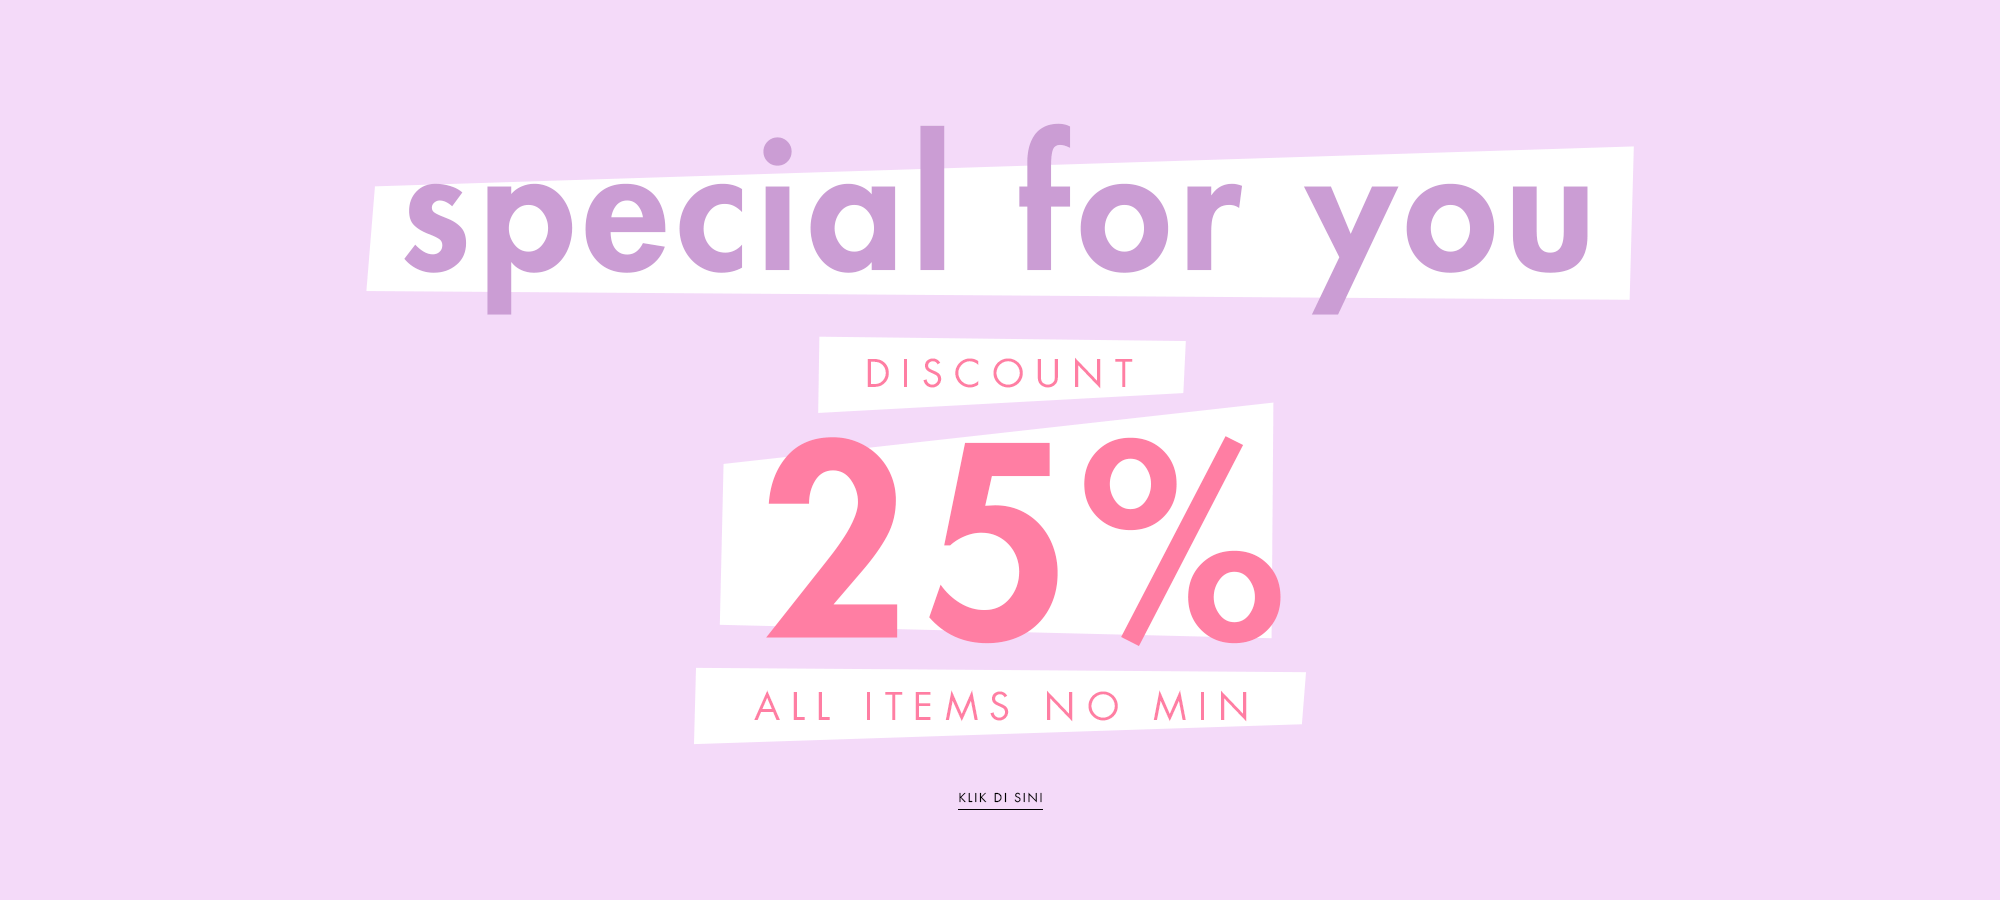 special for you
DISCOUNT
25%
ALL ITEMS NO MIN
KLIK DI SINI